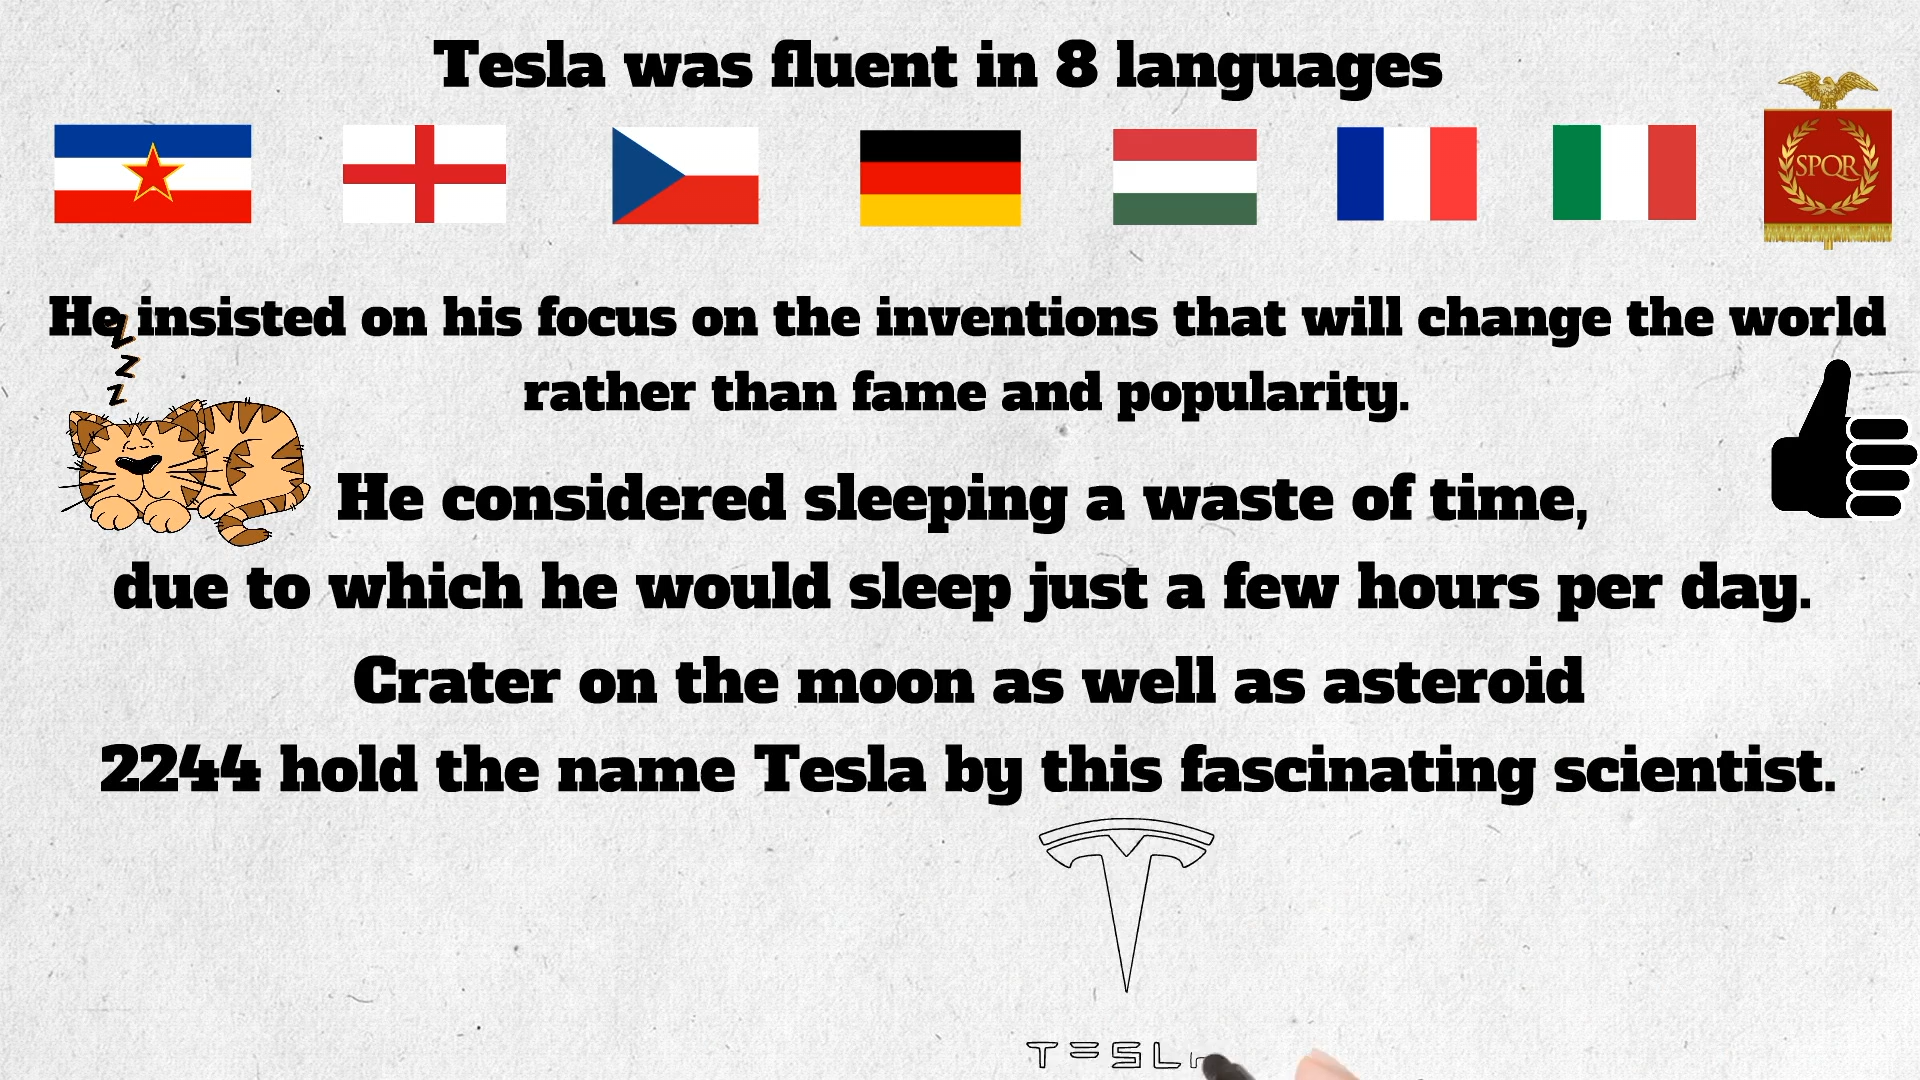 Tesla was fluent in 8 languages
SPQR
He insisted on his focus on the inventions that will change the world
rather than fame and popularity.
Z
Z
Z
He considered sleeping a waste of time,
due to which he would sleep just a few hours per day.
Crater on the moon as well as asteroid
2244 hold the name Tesla by this fascinating scientist.
TESL